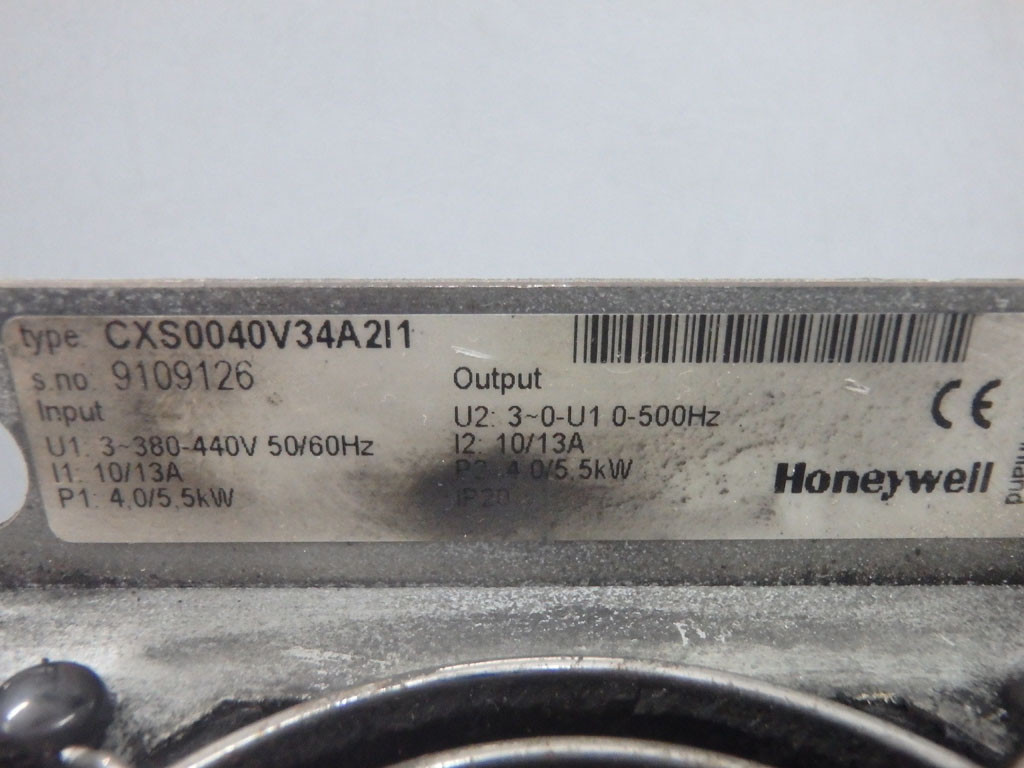 type CXS0040V34A2I1
s.no: 9109126
Input
U1: 3~380-440V 50/60Hz
I1: 10/13A
P1: 4,0/5,5kW
Output
U2: 3~0-U1 0-500Hz
I2: 10/13A
P2: 4,0/5,5kW
IP20
CE
Honeywell